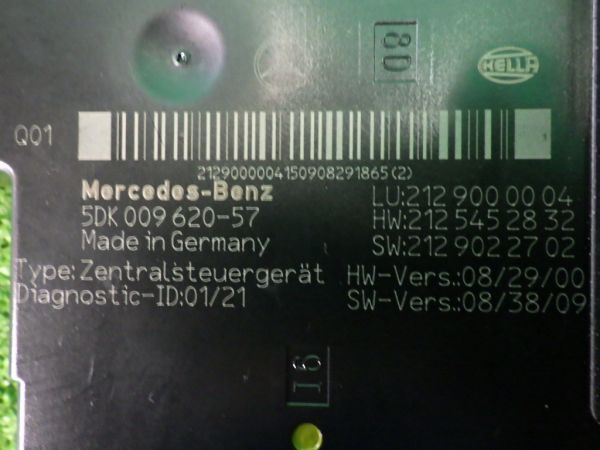 8D
HELLA
Q01
2129000004150908291865(2)
Mercedes-Benz
LU:212 900 00 04
5DK 009 620-57
HW:212 545 28 32
Made in Germany
SW:212 902 27 02
Type:Zentralsteuergerät
HW-Vers.:08/29/00
Diagnostic-ID:01/21
SW-Vers.:08/38/09
I6